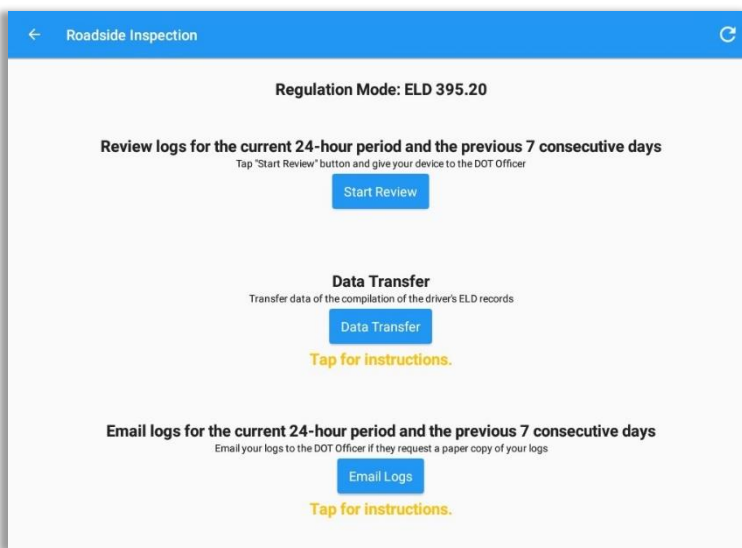 Roadside Inspection
Regulation Mode: ELD 395.20
Review logs for the current 24-hour period and the previous 7 consecutive days
Tap "Start Review" button and give your device to the DOT Officer
Start Review
Data Transfer
Transfer data of the compilation of the driver's ELD records
Data Transfer
Tap for instructions.
Email logs for the current 24-hour period and the previous 7 consecutive days
Email your logs to the DOT Officer if they request a paper copy of your logs
Email Logs
Tap for instructions.